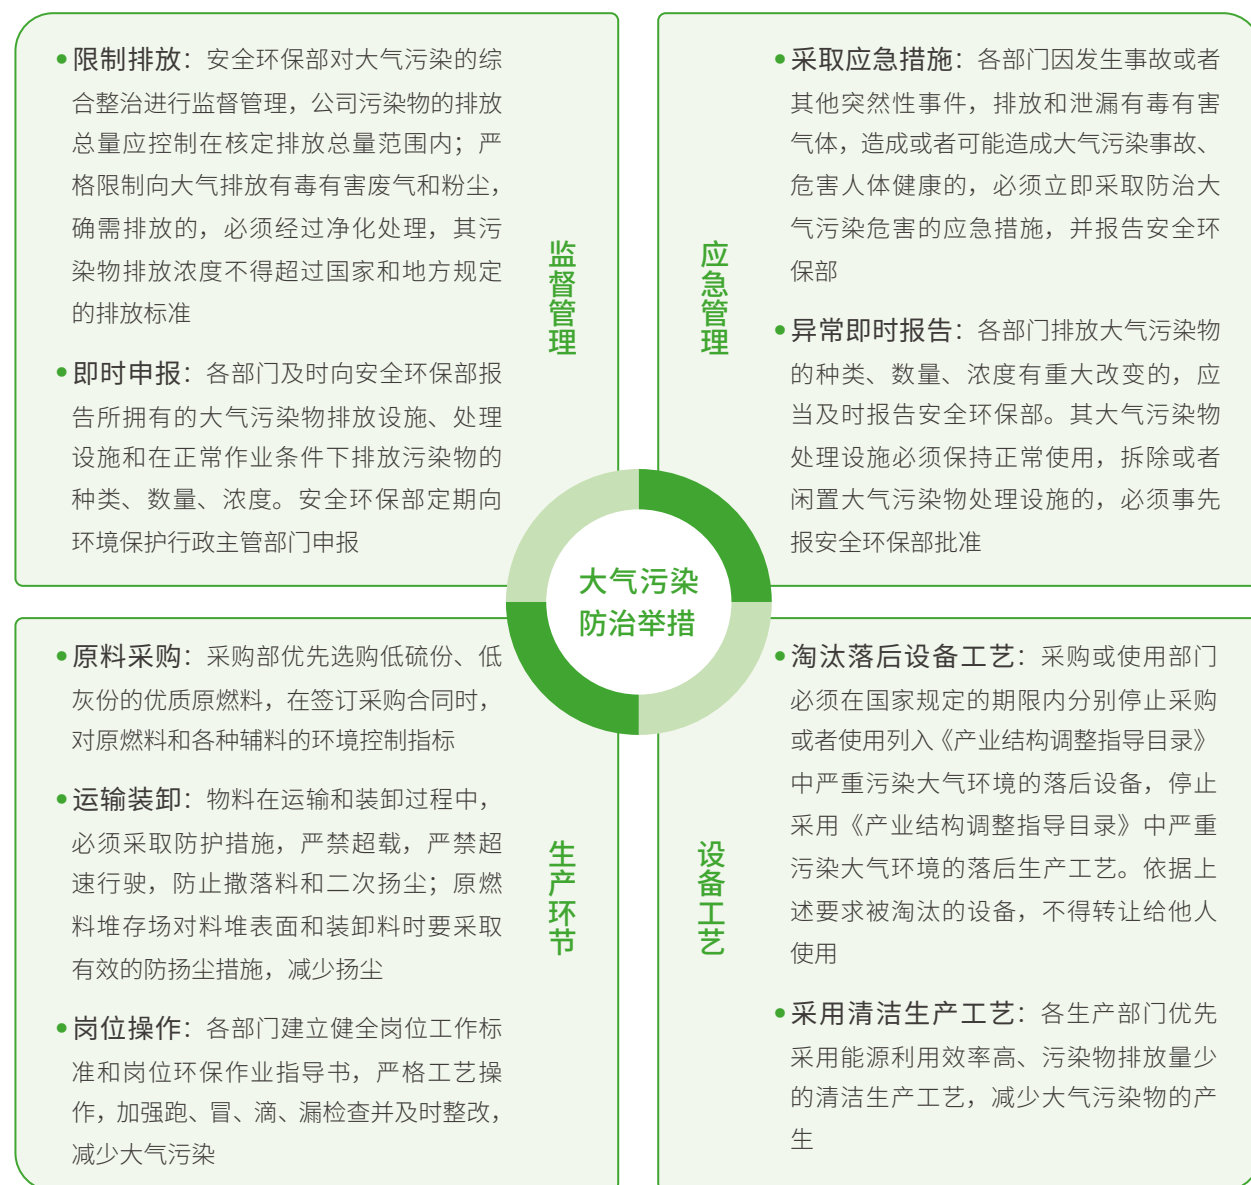 限制排放：安全环保部对大气污染的综
合整治进行监督管理，公司污染物的排放
总量应控制在核定排放总量范围内；严
格限制向大气排放有毒有害废气和粉尘，
确需排放的，必须经过净化处理，其污
染物排放浓度不得超过国家和地方规定
的排放标准
即时申报：各部门及时向安全环保部报
告所拥有的大气污染物排放设施、处理
设施和在正常作业条件下排放污染物的
种类、数量、浓度。安全环保部定期向
环境保护行政主管部门申报
监督管理
应急管理
采取应急措施：各部门因发生事故或者
其他突然性事件，排放和泄漏有毒有害
气体，造成或者可能造成大气污染事故、
危害人体健康的，必须立即采取防治大
气污染危害的应急措施，并报告安全环
保部
异常即时报告：各部门排放大气污染物
的种类、数量、浓度有重大改变的，应
当及时报告安全环保部。其大气污染物
处理设施必须保持正常使用，拆除或者
闲置大气污染物处理设施的，必须事先
报安全环保部批准
大气污染
防治举措
原料采购：采购部优先选购低硫份、低
灰份的优质原燃料，在签订采购合同时，
对原燃料和各种辅料的环境控制指标
运输装卸：物料在运输和装卸过程中，
必须采取防护措施，严禁超载，严禁超
速行驶，防止撒落料和二次扬尘；原燃
料堆存场对料堆表面和装卸料时要采取
有效的防扬尘措施，减少扬尘
岗位操作：各部门建立健全岗位工作标
准和岗位环保作业指导书，严格工艺操
作，加强跑、冒、滴、漏检查并及时整改，
减少大气污染
生产环节
设备工艺
淘汰落后设备工艺：采购或使用部门
必须在国家规定的期限内分别停止采购
或者使用列入《产业结构调整指导目录》
中严重污染大气环境的落后设备，停止
采用《产业结构调整指导目录》中严重
污染大气环境的落后生产工艺。依据上
述要求被淘汰的设备，不得转让给他人
使用
采用清洁生产工艺：各生产部门优先
采用能源利用效率高、污染物排放量少
的清洁生产工艺，减少大气污染物的产
生